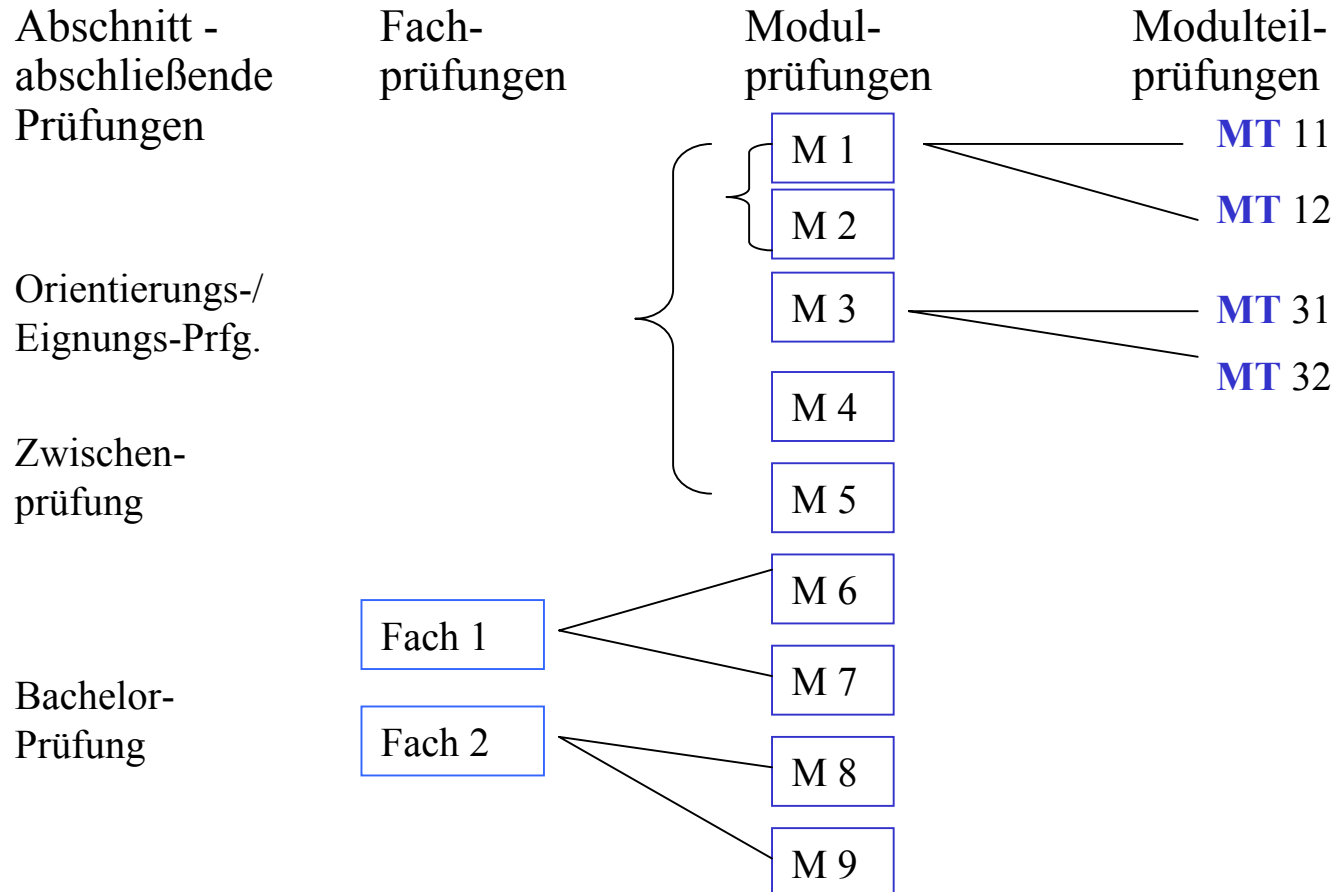 Abschnitt -
abschließende
Prüfungen
Fach-
prüfungen
Modul-
prüfungen
Modulteil-
prüfungen
M 1
MT 11
M 2
MT 12
Orientierungs-/
Eignungs-Prfg.
M 3
MT 31
MT 32
M 4
Zwischen-
prüfung
M 5
M 6
Fach 1
M 7
Bachelor-
Prüfung
Fach 2
M 8
M 9